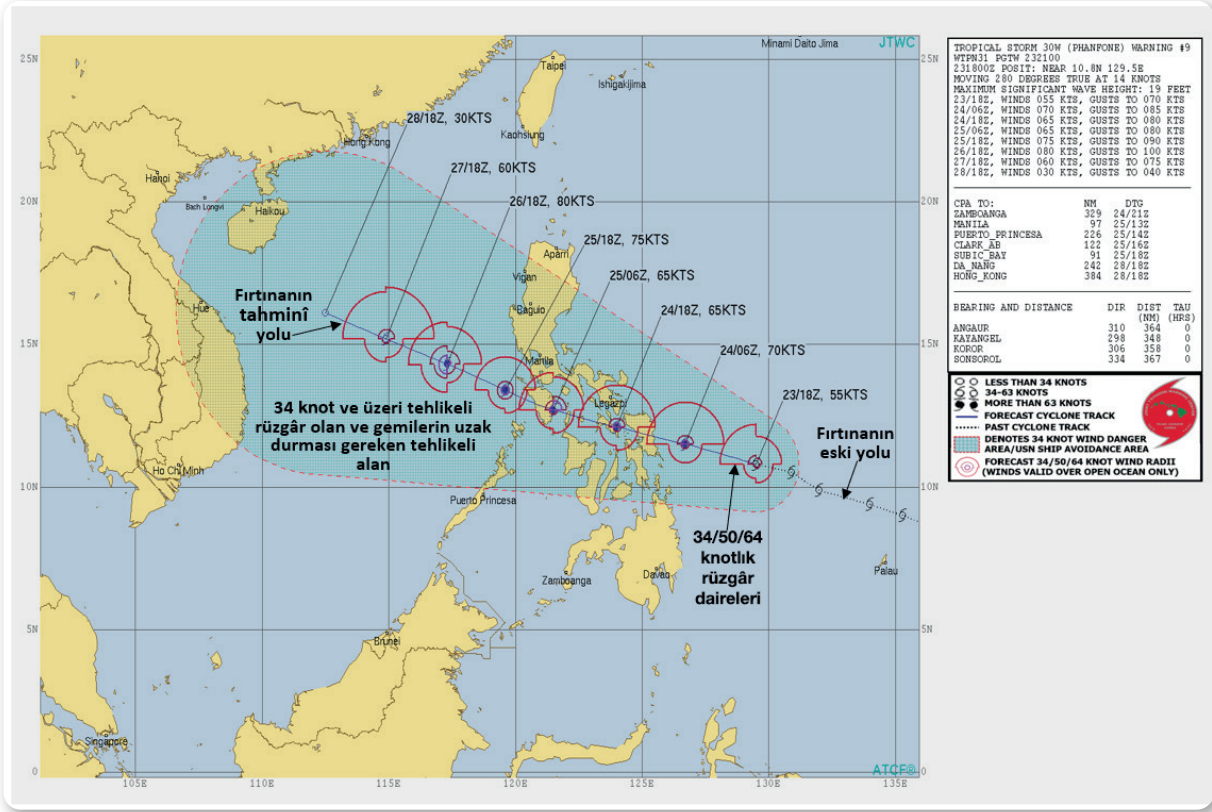 JTWC
Minami Daito Jima
25N
25N
Taipei
Ishigakijima
28/18Z, 30KTS
Kaohsiung
Hong Kong
27/18Z, 60KTS
Hanoi
26/18Z, 80KTS
20N
20N
Bach Longvi
Haikou
25/18Z, 75KTS
Aparri
25/06Z, 65KTS
Vigan
Fırtınanın
tahminî
yolu
Hue
Baguio
24/18Z, 65KTS
15N
15N
24/06Z, 70KTS
Manila
23/18Z, 55KTS
Legazpi
34 knot ve üzeri tehlikeli
rüzgâr olan ve gemilerin uzak
durması gereken tehlikeli
alan
Fırtınanın
eski yolu
Ho Chi Minh
10N
10N
Puerto Princesa
34/50/64
knotlık
rüzgâr
daireleri
Zamboanga
Davao
Palau
5N
5N
Brunei
Singapore
0
0
ATCF®
105E
110E
115E
120E
125E
130E
135E
TROPICAL STORM 30W (PHANFONE) WARNING #9
WTPN31 PGTW 232100
231800Z POSIT: NEAR 10.8N 129.5E
MOVING 280 DEGREES TRUE AT 14 KNOTS
MAXIMUM SIGNIFICANT WAVE HEIGHT: 19 FEET
23/18Z, WINDS 055 KTS, GUSTS TO 070 KTS
24/06Z, WINDS 070 KTS, GUSTS TO 085 KTS
24/18Z, WINDS 065 KTS, GUSTS TO 080 KTS
25/06Z, WINDS 065 KTS, GUSTS TO 080 KTS
25/18Z, WINDS 075 KTS, GUSTS TO 090 KTS
26/18Z, WINDS 080 KTS, GUSTS TO 100 KTS
27/18Z, WINDS 060 KTS, GUSTS TO 075 KTS
28/18Z, WINDS 030 KTS, GUSTS TO 040 KTS
CPA TO: NM DTG
ZAMBOANGA 329 24/21Z
MANILA 97 25/13Z
PUERTO_PRINCESA 226 25/14Z
CLARK_AB 122 25/16Z
SUBIC_BAY 91 25/18Z
DA_NANG 242 28/18Z
HONG_KONG 384 28/18Z
BEARING AND DISTANCE DIR DIST TAU
(NM) (HRS)
ANGAUR 310 364 0
KAYANGEL 298 348 0
KOROR 306 358 0
SONSOROL 334 367 0
LESS THAN 34 KNOTS
34-63 KNOTS
MORE THAN 63 KNOTS
FORECAST CYCLONE TRACK
PAST CYCLONE TRACK
DENOTES 34 KNOT WIND DANGER
AREA/USN SHIP AVOIDANCE AREA
FORECAST 34/50/64 KNOT WIND RADII
(WINDS VALID OVER OPEN OCEAN ONLY)